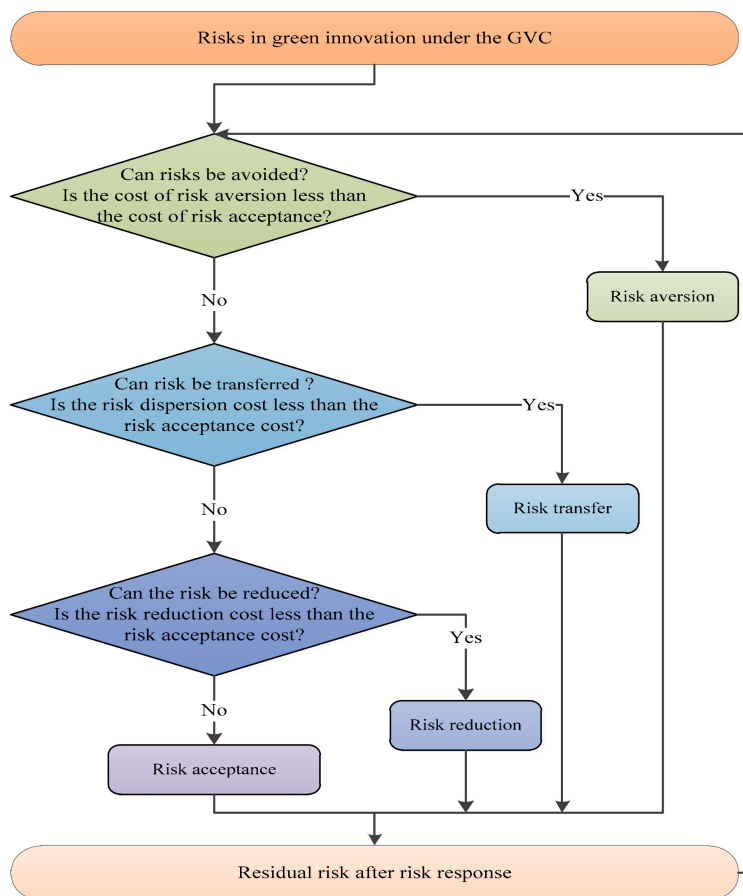 Risks in green innovation under the GVC
Can risks be avoided?
Is the cost of risk aversion less than
the cost of risk acceptance?
Yes
Risk aversion
No
Can risk be transferred ?
Is the risk dispersion cost less than the
risk acceptance cost?
Yes
Risk transfer
No
Can the risk be reduced?
Is the risk reduction cost less than the
risk acceptance cost?
Yes
Risk reduction
No
Risk acceptance
Residual risk after risk response